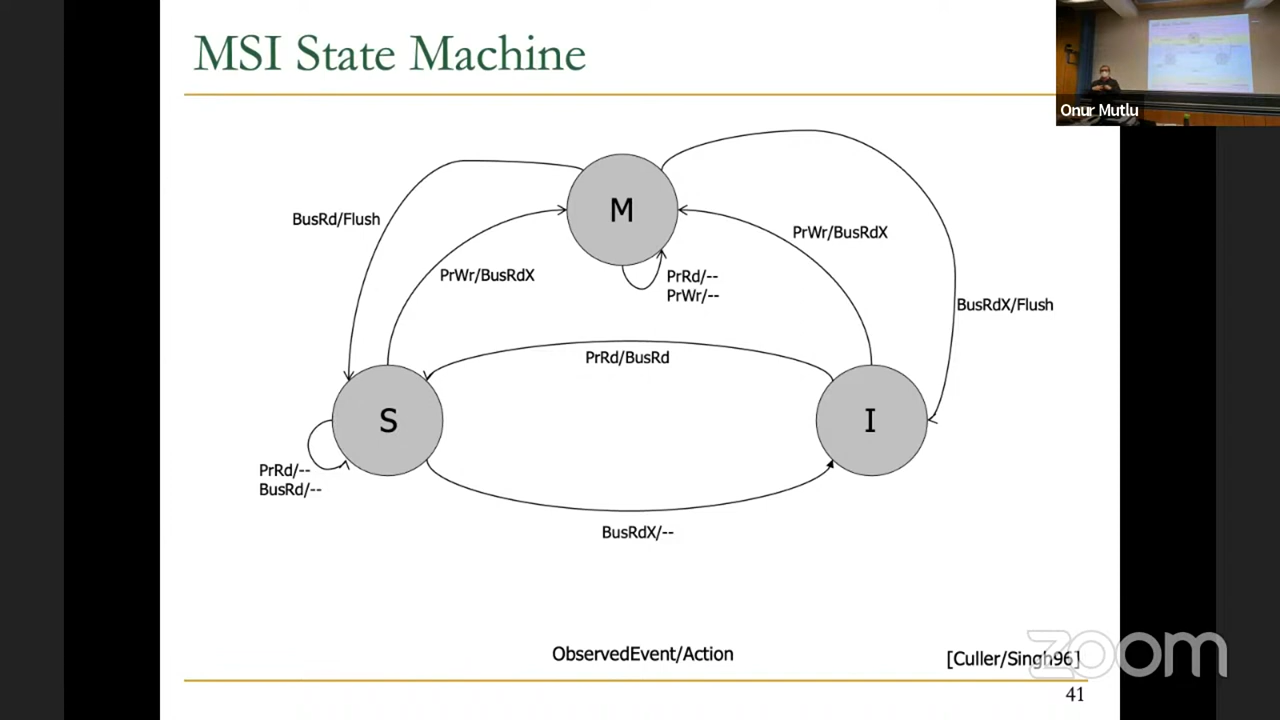 MSI State Machine
Onur Mutlu
M
BusRd/Flush
PrWr/BusRdX
PrWr/BusRdX
PrRd/--
PrWr/--
BusRdX/Flush
PrRd/BusRd
S
I
PrRd/--
BusRd/--
BusRdX/--
ObservedEvent/Action
[Culler/Singh96]
zoom
41